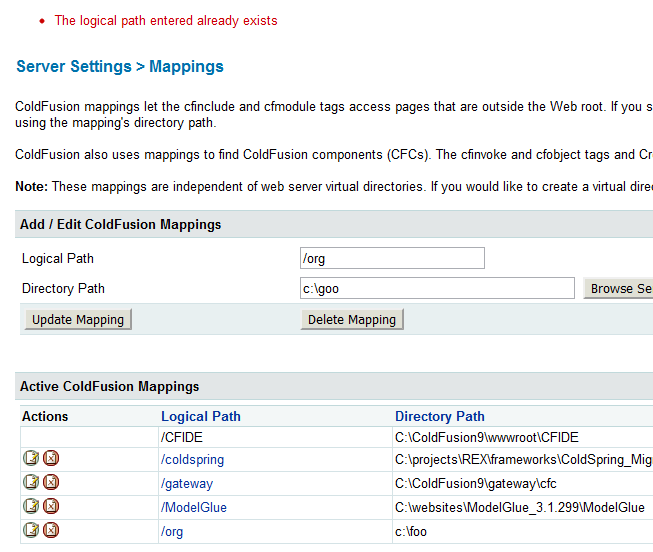 The logical path entered already exists
Server Settings > Mappings
ColdFusion mappings let the cfinclude and cfmodule tags access pages that are outside the Web root. If you s
using the mapping's directory path.
ColdFusion also uses mappings to find ColdFusion components (CFCs). The cfinvoke and cfobject tags and Cr
Note: These mappings are independent of web server virtual directories. If you would like to create a virtual dire
Add / Edit ColdFusion Mappings
Logical Path /org
Directory Path c:\goo Browse Se
Update Mapping Delete Mapping
Active ColdFusion Mappings
Actions Logical Path Directory Path
/CFIDE C:\ColdFusion9\wwwroot\CFIDE
/coldspring C:\projects\REX\frameworks\ColdSpring_Mig
/gateway C:\ColdFusion9\gateway\cfc
/ModelGlue C:\websites\ModelGlue_3.1.299\ModelGlue
/org c:\foo